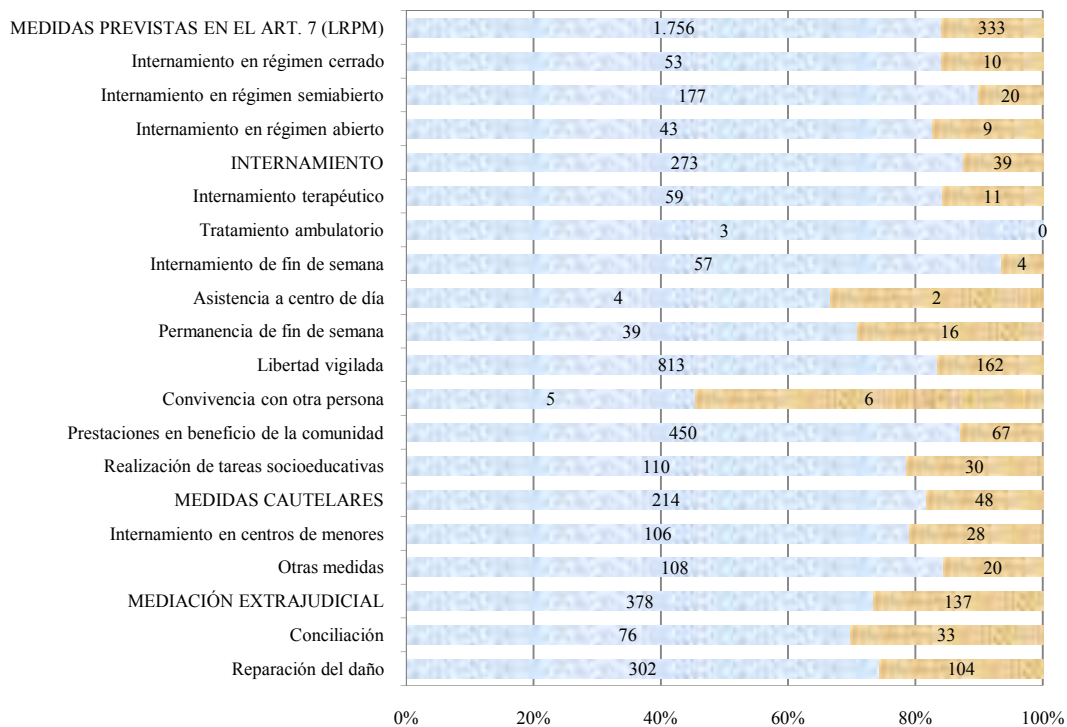 MEDIDAS PREVISTAS EN EL ART. 7 (LRPM) 1.756 333
Internamiento en régimen cerrado 53 10
Internamiento en régimen semiabierto 177 20
Internamiento en régimen abierto 43 9
INTERNAMIENTO 273 39
Internamiento terapéutico 59 11
Tratamiento ambulatorio 3 0
Internamiento de fin de semana 57 4
Asistencia a centro de día 4 2
Permanencia de fin de semana 39 16
Libertad vigilada 813 162
Convivencia con otra persona 5 6
Prestaciones en beneficio de la comunidad 450 67
Realización de tareas socioeducativas 110 30
MEDIDAS CAUTELARES 214 48
Internamiento en centros de menores 106 28
Otras medidas 108 20
MEDIACIÓN EXTRAJUDICIAL 378 137
Conciliación 76 33
Reparación del daño 302 104
0% 20% 40% 60% 80% 100%